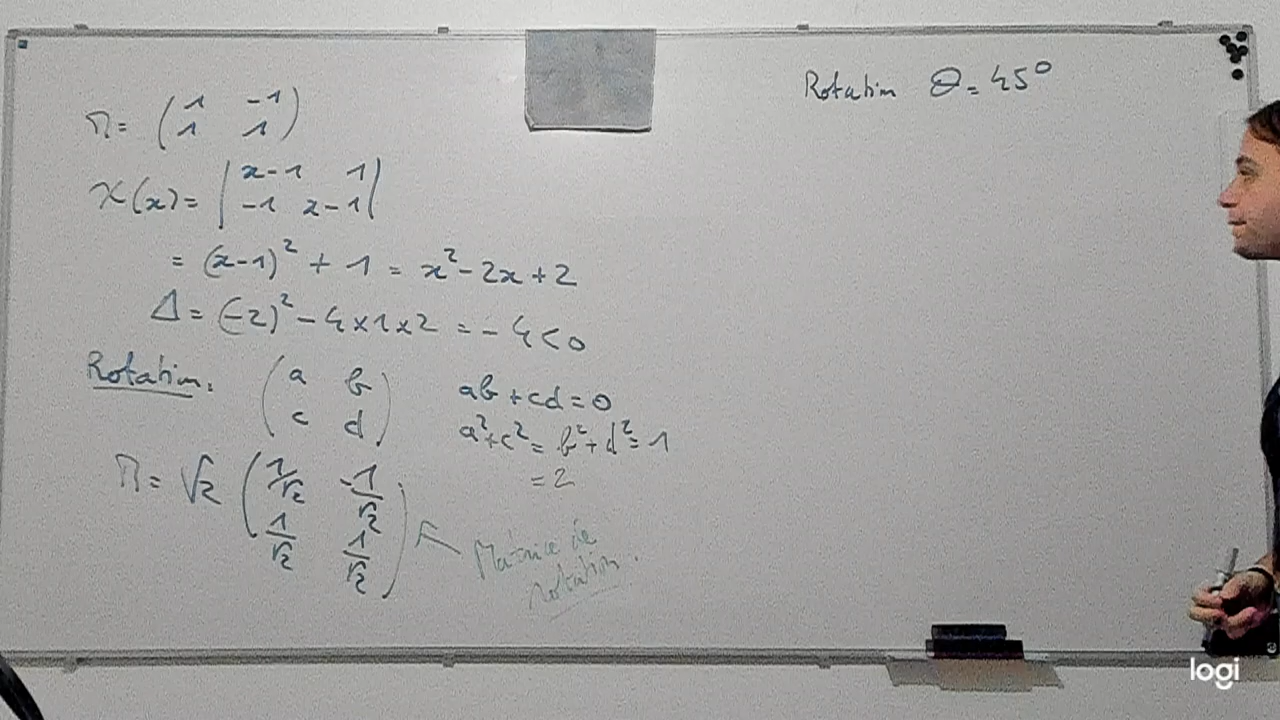 M = ( 1 -1
1 1 )
χ(x) = | x-1 1
-1 x-1 |
= (x-1)² + 1 = x² - 2x + 2
Δ = (-2)² - 4×1×2 = -4 < 0
Rotation. ( a b
c d )
ab + cd = 0
a² + c² = b² + d² = 1
= 2
M = √2 ( 1/√2 -1/√2
1/√2 1/√2 )
Matrice de
rotation.
Rotation θ = 45°
logi